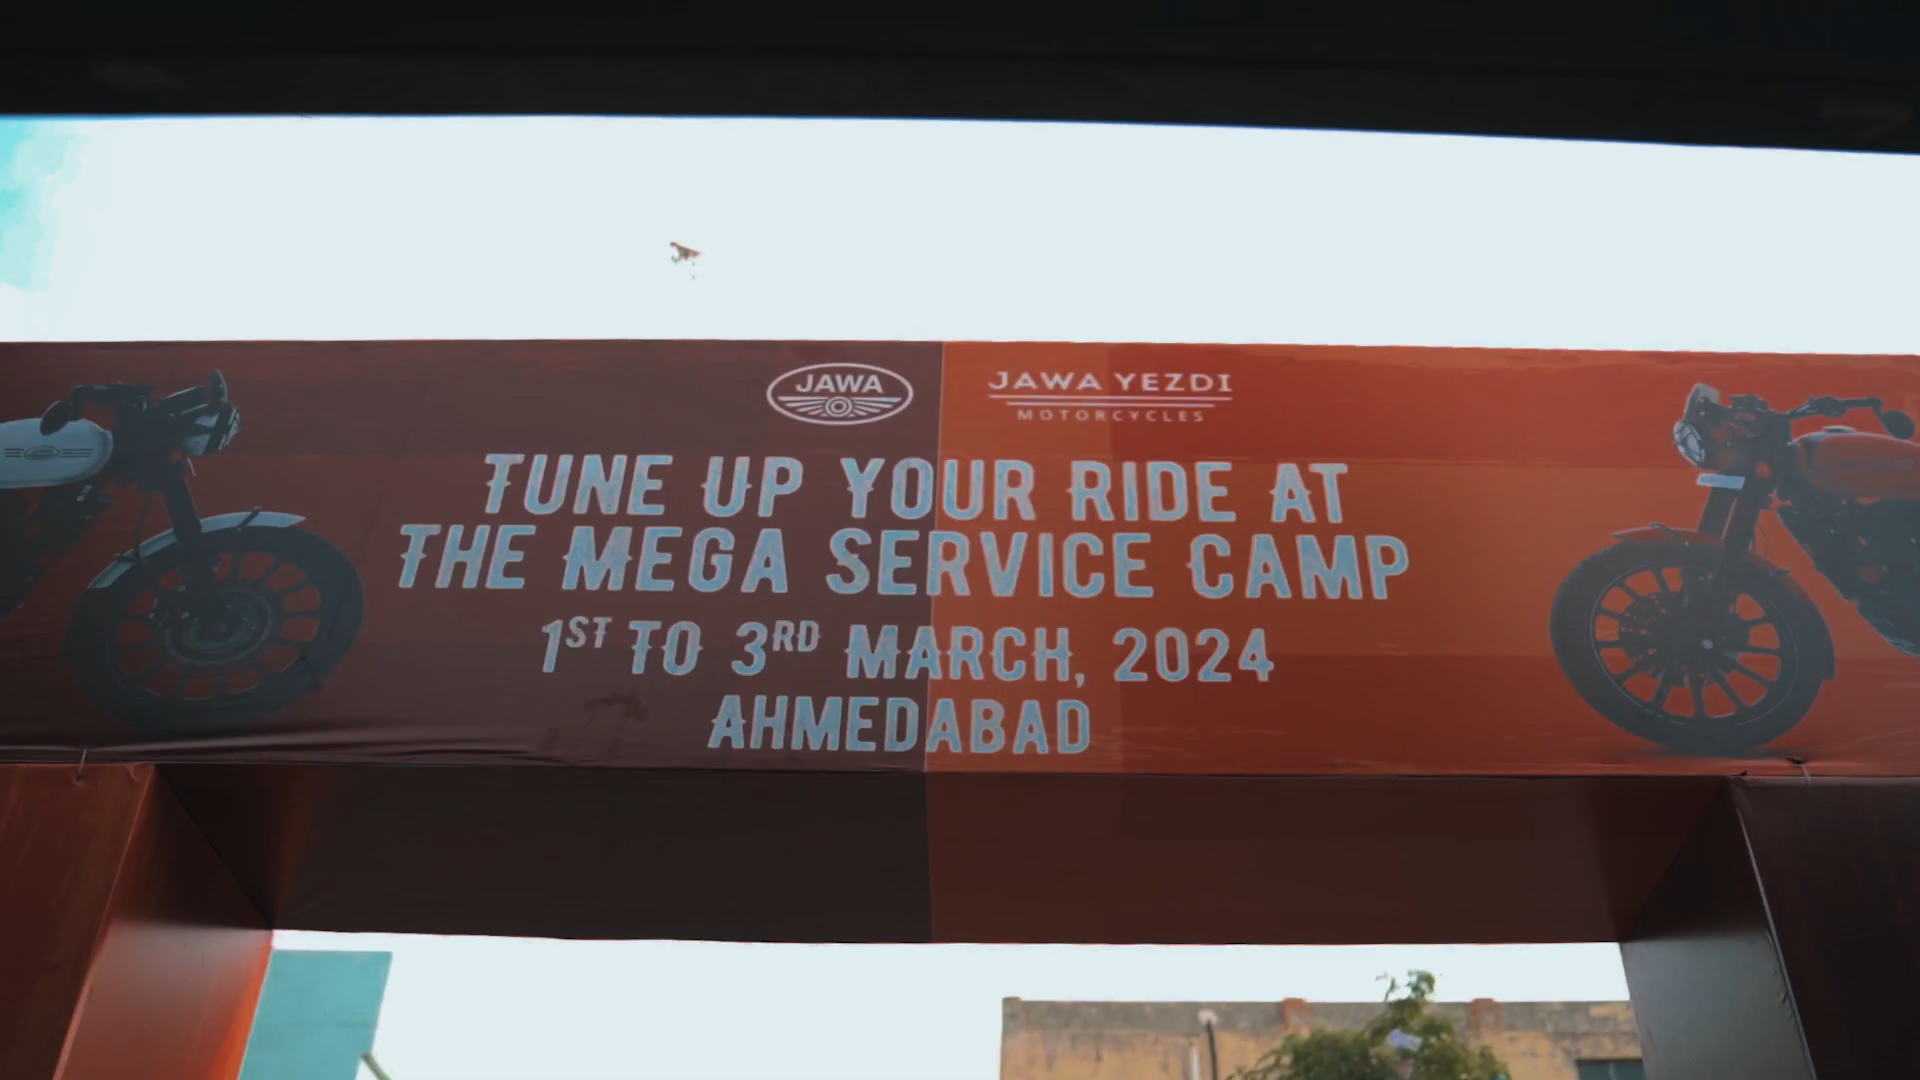 JAWA
JAWA YEZDI
MOTORCYCLES
TUNE UP YOUR RIDE AT
THE MEGA SERVICE CAMP
1ST TO 3RD MARCH, 2024
AHMEDABAD